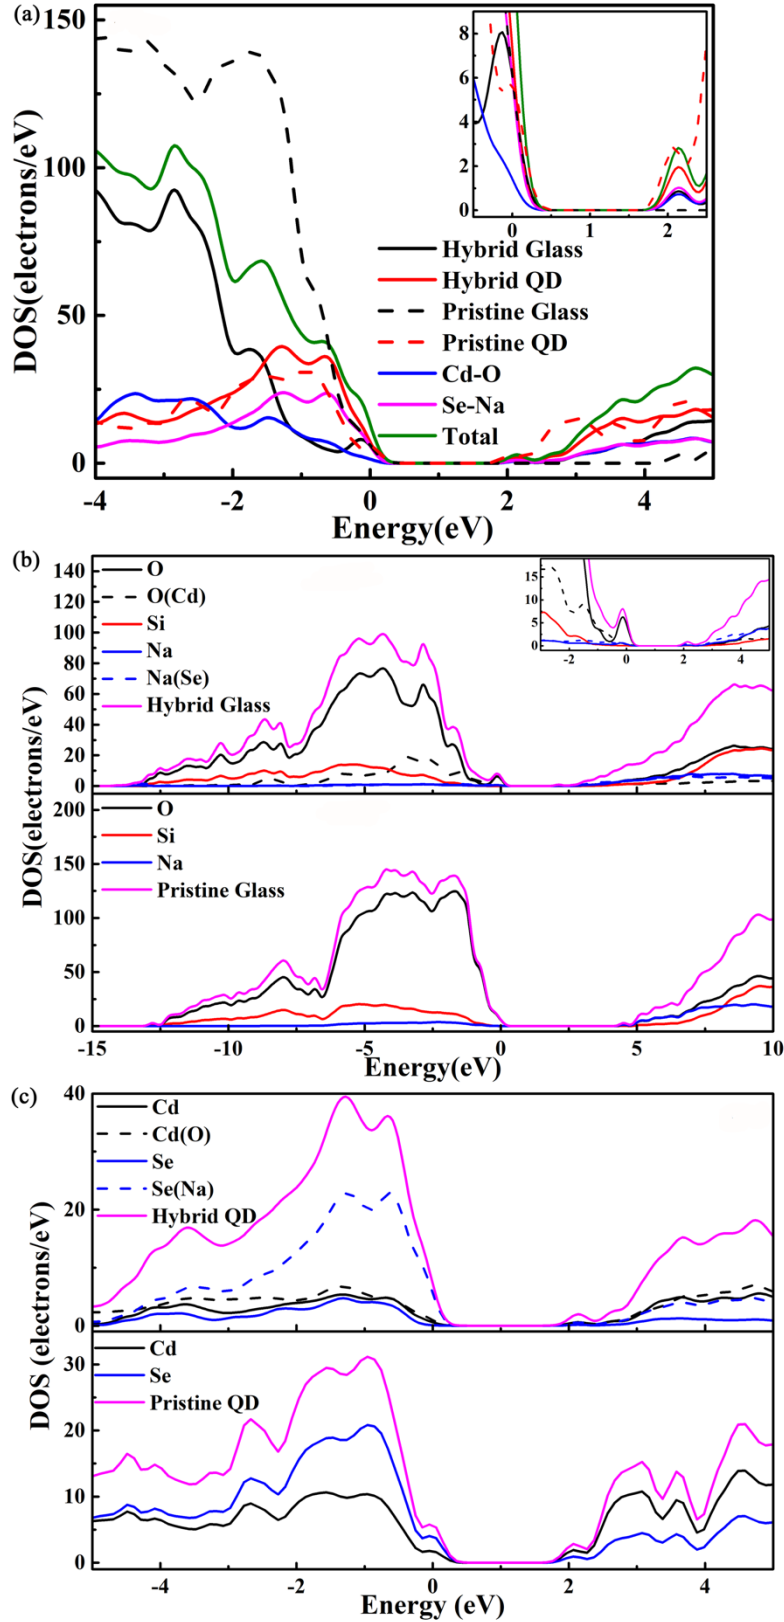 (a)
DOS(electrons/eV)
150
100
50
0
8
6
4
2
0
0 1 2
Hybrid Glass
Hybrid QD
Pristine Glass
Pristine QD
Cd-O
Se-Na
Total
-4 -2 0 2 4
Energy(eV)
(b)
DOS(electrons/eV)
140
120
100
80
60
40
20
0
O
O(Cd)
Si
Na
Na(Se)
Hybrid Glass
15
10
5
0
-2 0 2 4
DOS(electrons/eV)
200
150
100
50
0
O
Si
Na
Pristine Glass
-15 -10 -5 0 5 10
Energy(eV)
(c)
DOS (electrons/eV)
40
20
0
Cd
Cd(O)
Se
Se(Na)
Hybrid QD
30
20
10
0
Cd
Se
Pristine QD
-4 -2 0 2 4
Energy(eV)